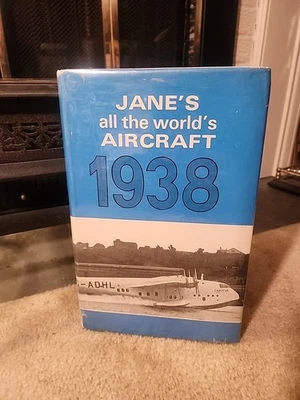 JANE'S
all the world's
AIRCRAFT
1938
-ADHL